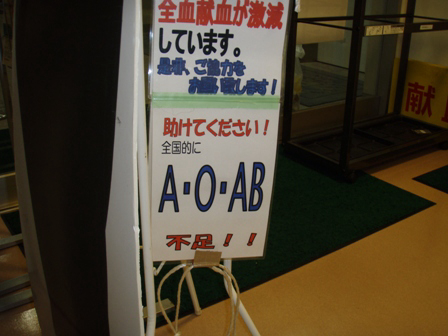 全血献血が激減
しています。
是非、ご協力を
お願い致します！
助けてください！
全国的に
A・O・AB
不足！！
献